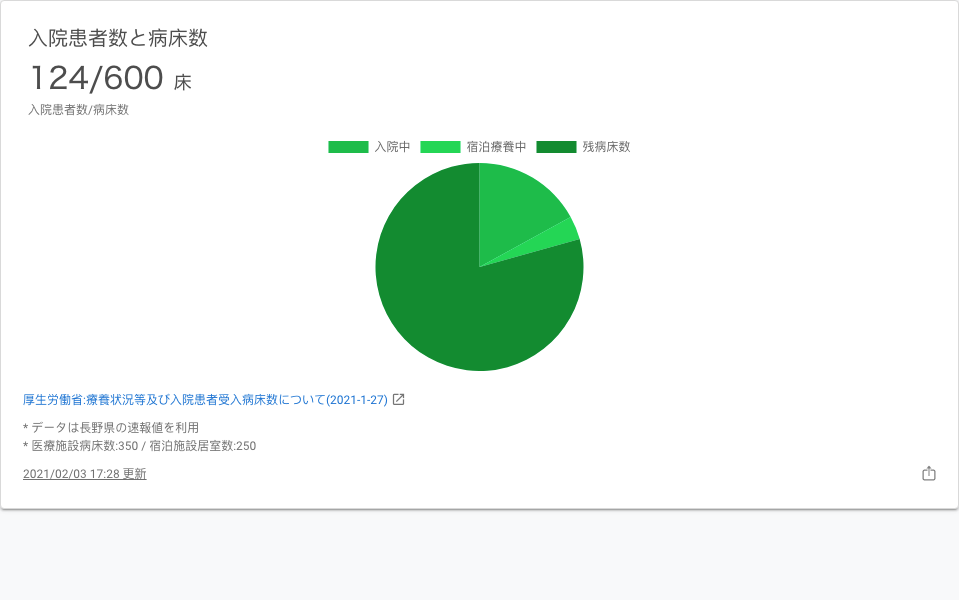 入院患者数と病床数
124/600 床
入院患者数/病床数
入院中 宿泊療養中 残病床数
厚生労働省:療養状況等及び入院患者受入病床数について(2021-1-27)
* データは長野県の速報値を利用
* 医療施設病床数:350 / 宿泊施設居室数:250
2021/02/03 17:28 更新